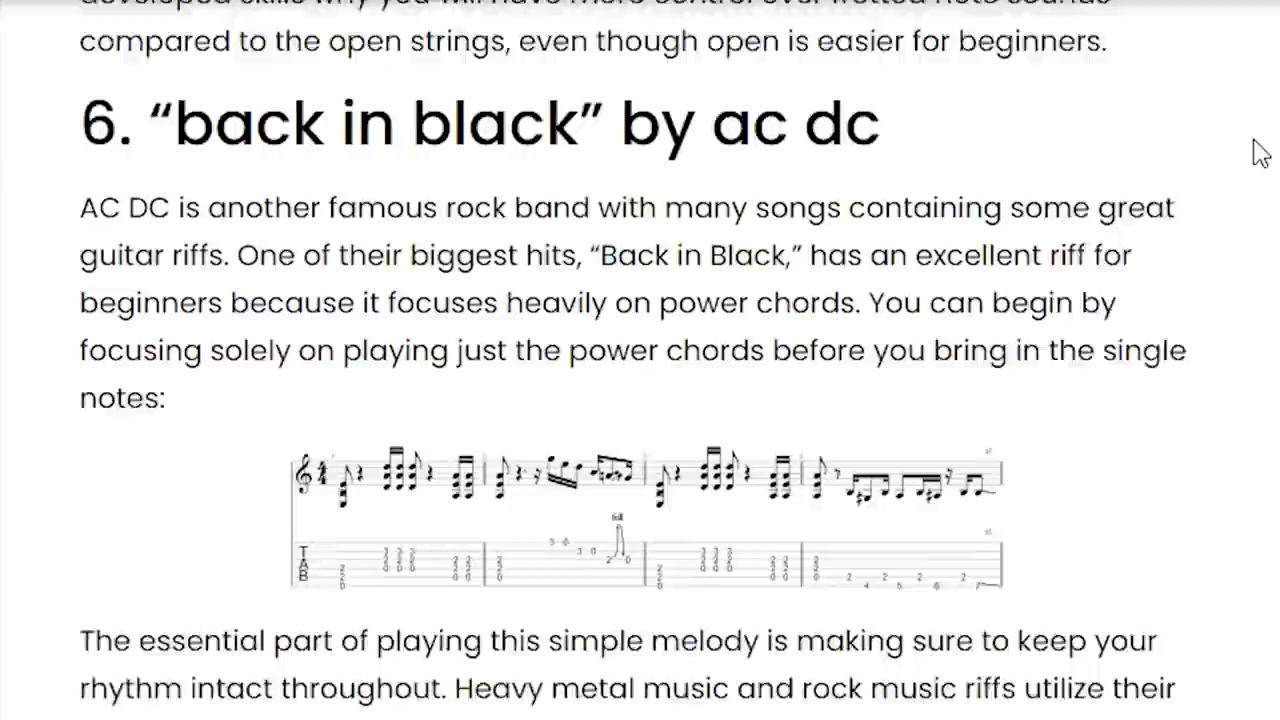 compared to the open strings, even though open is easier for beginners.
6. “back in black” by ac dc
AC DC is another famous rock band with many songs containing some great
guitar riffs. One of their biggest hits, “Back in Black,” has an excellent riff for
beginners because it focuses heavily on power chords. You can begin by
focusing solely on playing just the power chords before you bring in the single
notes:
The essential part of playing this simple melody is making sure to keep your
rhythm intact throughout. Heavy metal music and rock music riffs utilize their